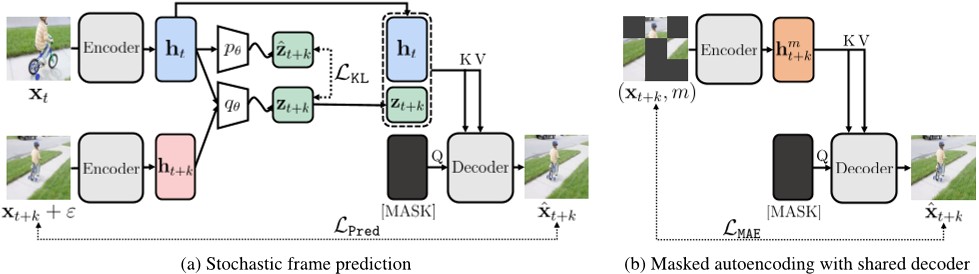 Encoder
h_t
p_θ
ẑ_{t+k}
h_t
K V
x_t
L_KL
q_θ
z_{t+k}
z_{t+k}
Encoder
h_{t+k}
Q
Decoder
x_{t+k} + ε
[MASK]
x̂_{t+k}
L_Pred
(a) Stochastic frame prediction
Encoder
h^m_{t+k}
K V
(x_{t+k}, m)
Q
Decoder
[MASK]
x̂_{t+k}
L_MAE
(b) Masked autoencoding with shared decoder